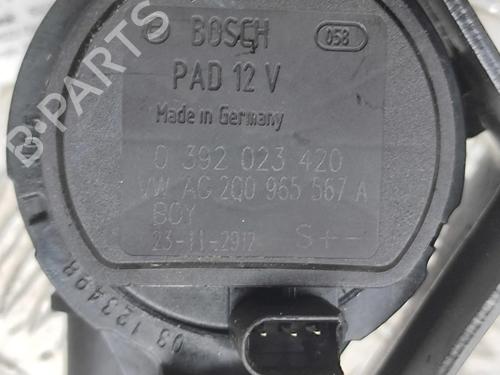 BOSCH
058
PAD 12 V
Made in Germany
0 392 023 420
VW AG 2Q0 965 567 A
BOY
23-11-2912 S+-
03 123498
B-PARTS